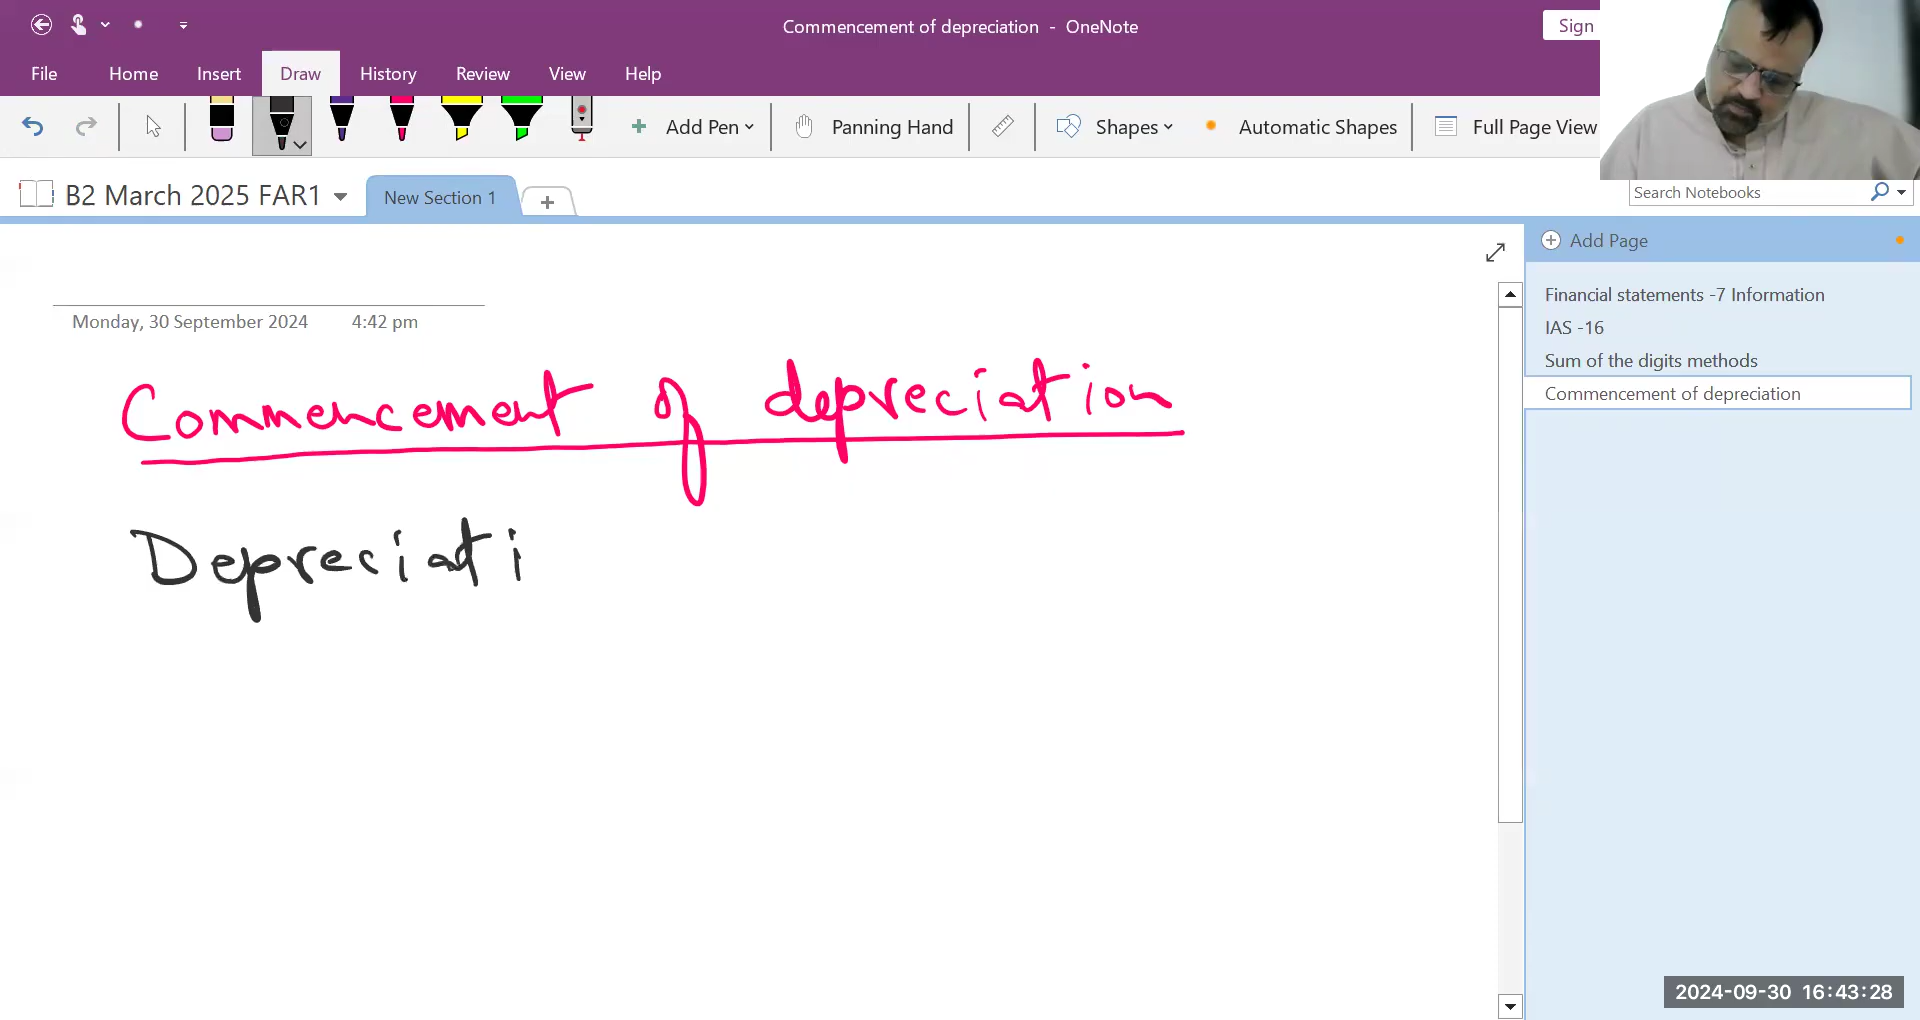 Commencement of depreciation - OneNote
Sign
File Home Insert Draw History Review View Help
Add Pen Panning Hand Shapes Automatic Shapes Full Page View
B2 March 2025 FAR1 New Section 1
Search Notebooks
Add Page
Financial statements -7 Information
IAS -16
Sum of the digits methods
Commencement of depreciation
Monday, 30 September 2024 4:42 pm
Commencement of depreciation
Depreciati
2024-09-30 16:43:28